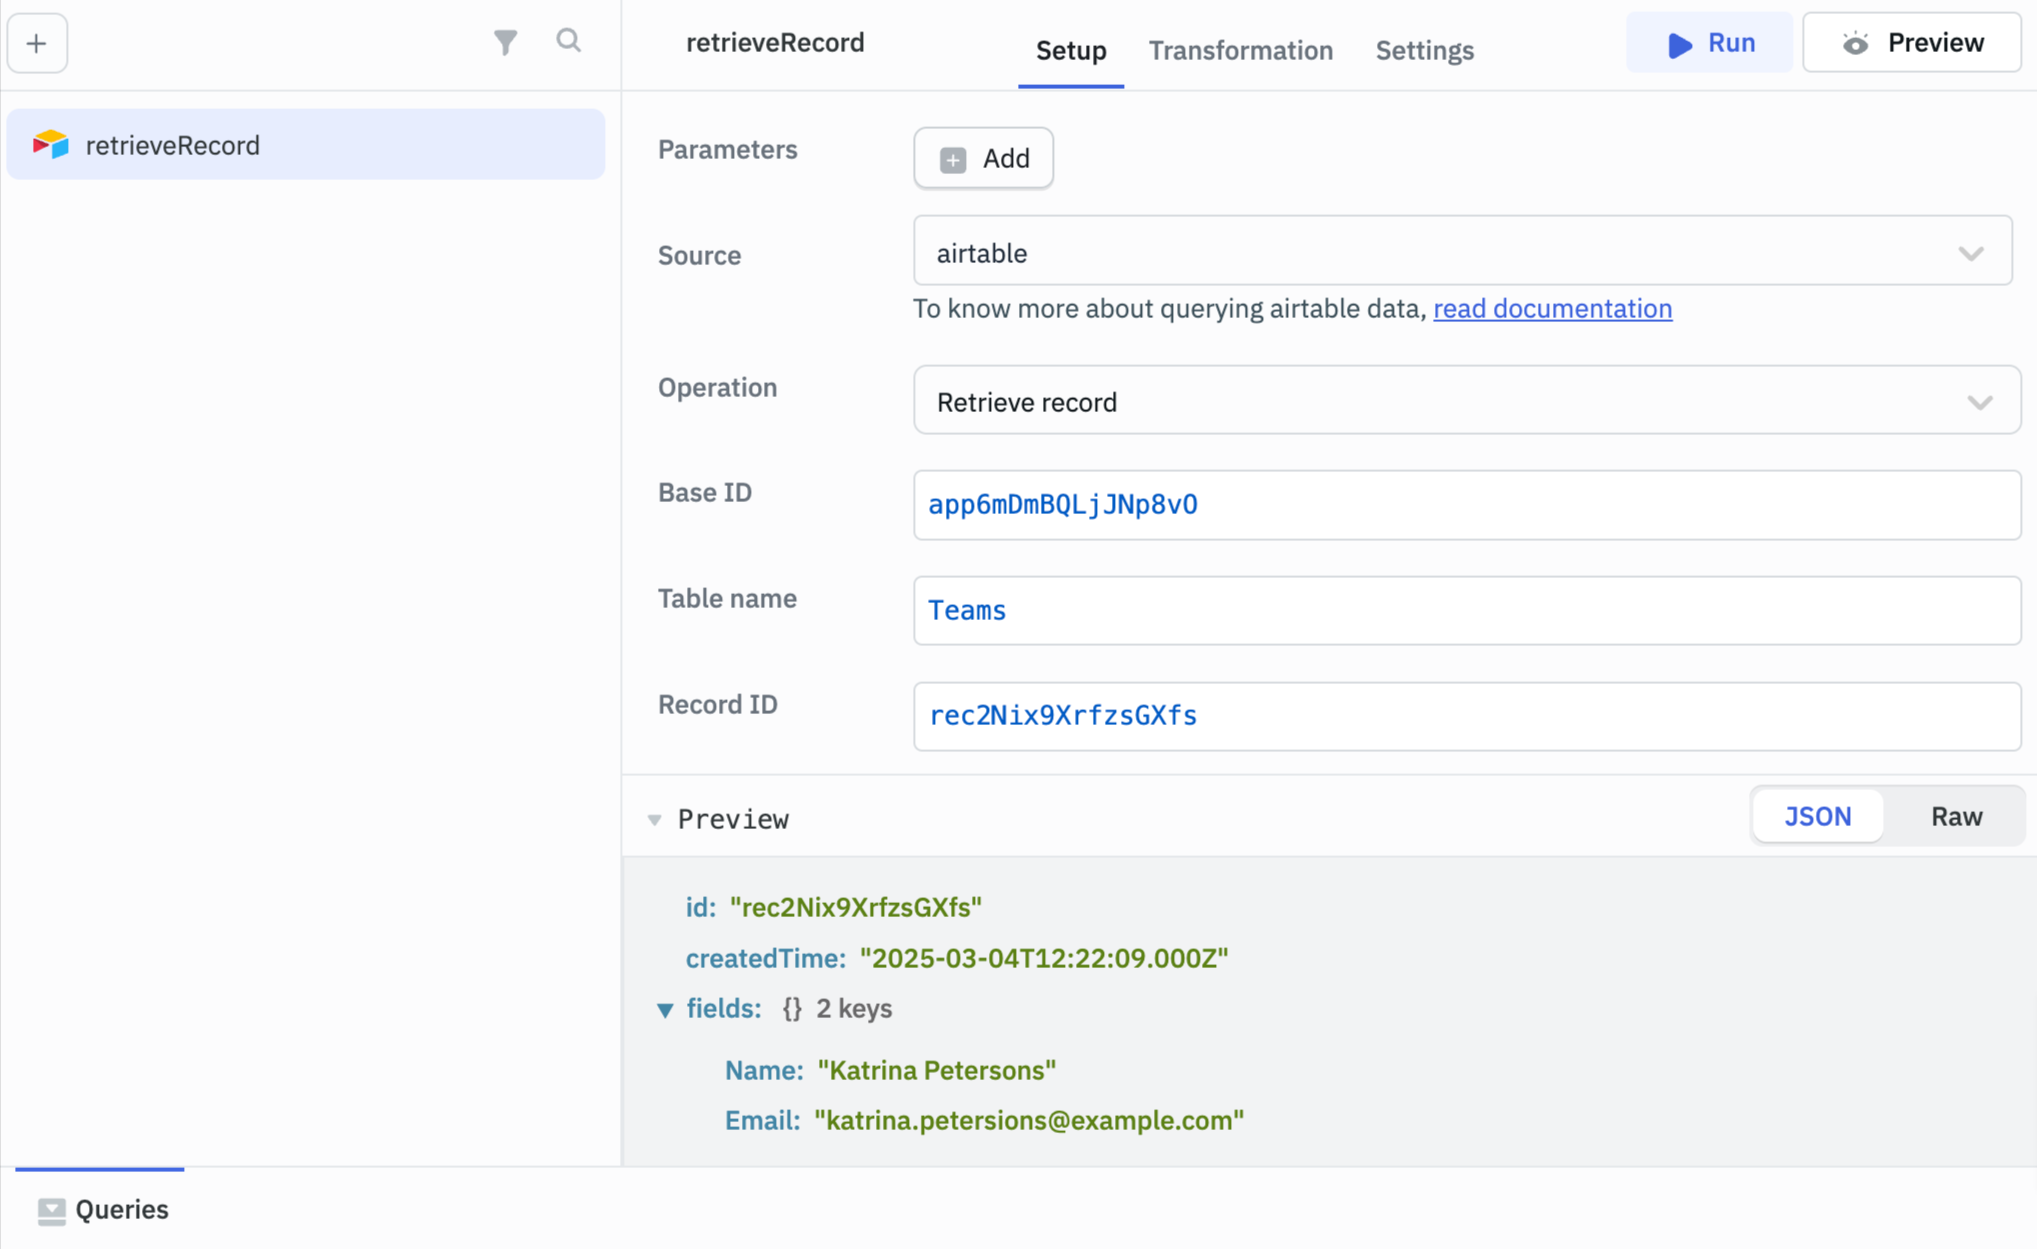 retrieveRecord
Setup
Transformation
Settings
Run
Preview
retrieveRecord
Parameters
Add
Source
airtable
To know more about querying airtable data, read documentation
Operation
Retrieve record
Base ID
app6mDmBQLjJNp8vO
Table name
Teams
Record ID
rec2Nix9XrfzsGXfs
Preview
JSON
Raw
id: "rec2Nix9XrfzsGXfs"
createdTime: "2025-03-04T12:22:09.000Z"
fields: {} 2 keys
Name: "Katrina Petersons"
Email: "katrina.petersions@example.com"
Queries